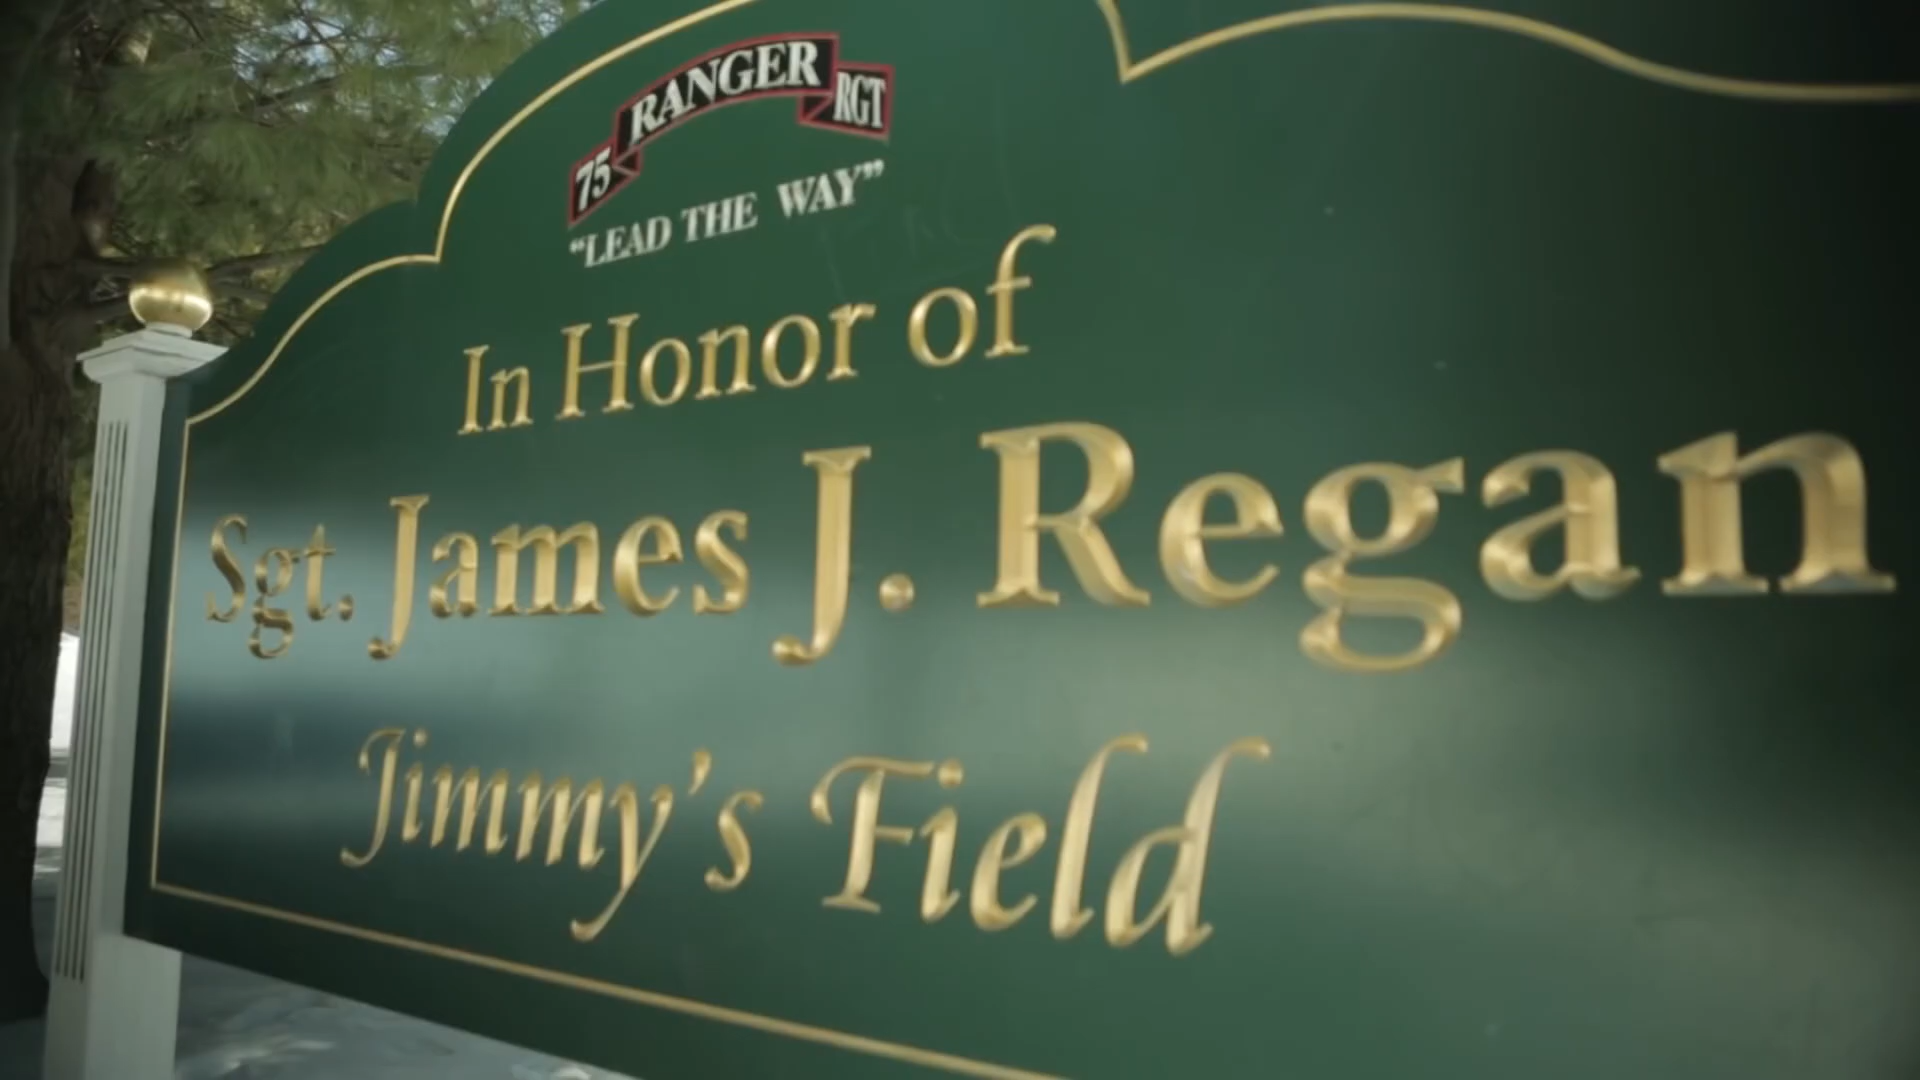 75 RANGER RGT
“LEAD THE WAY”
In Honor of
Sgt. James J. Regan
Jimmy’s Field